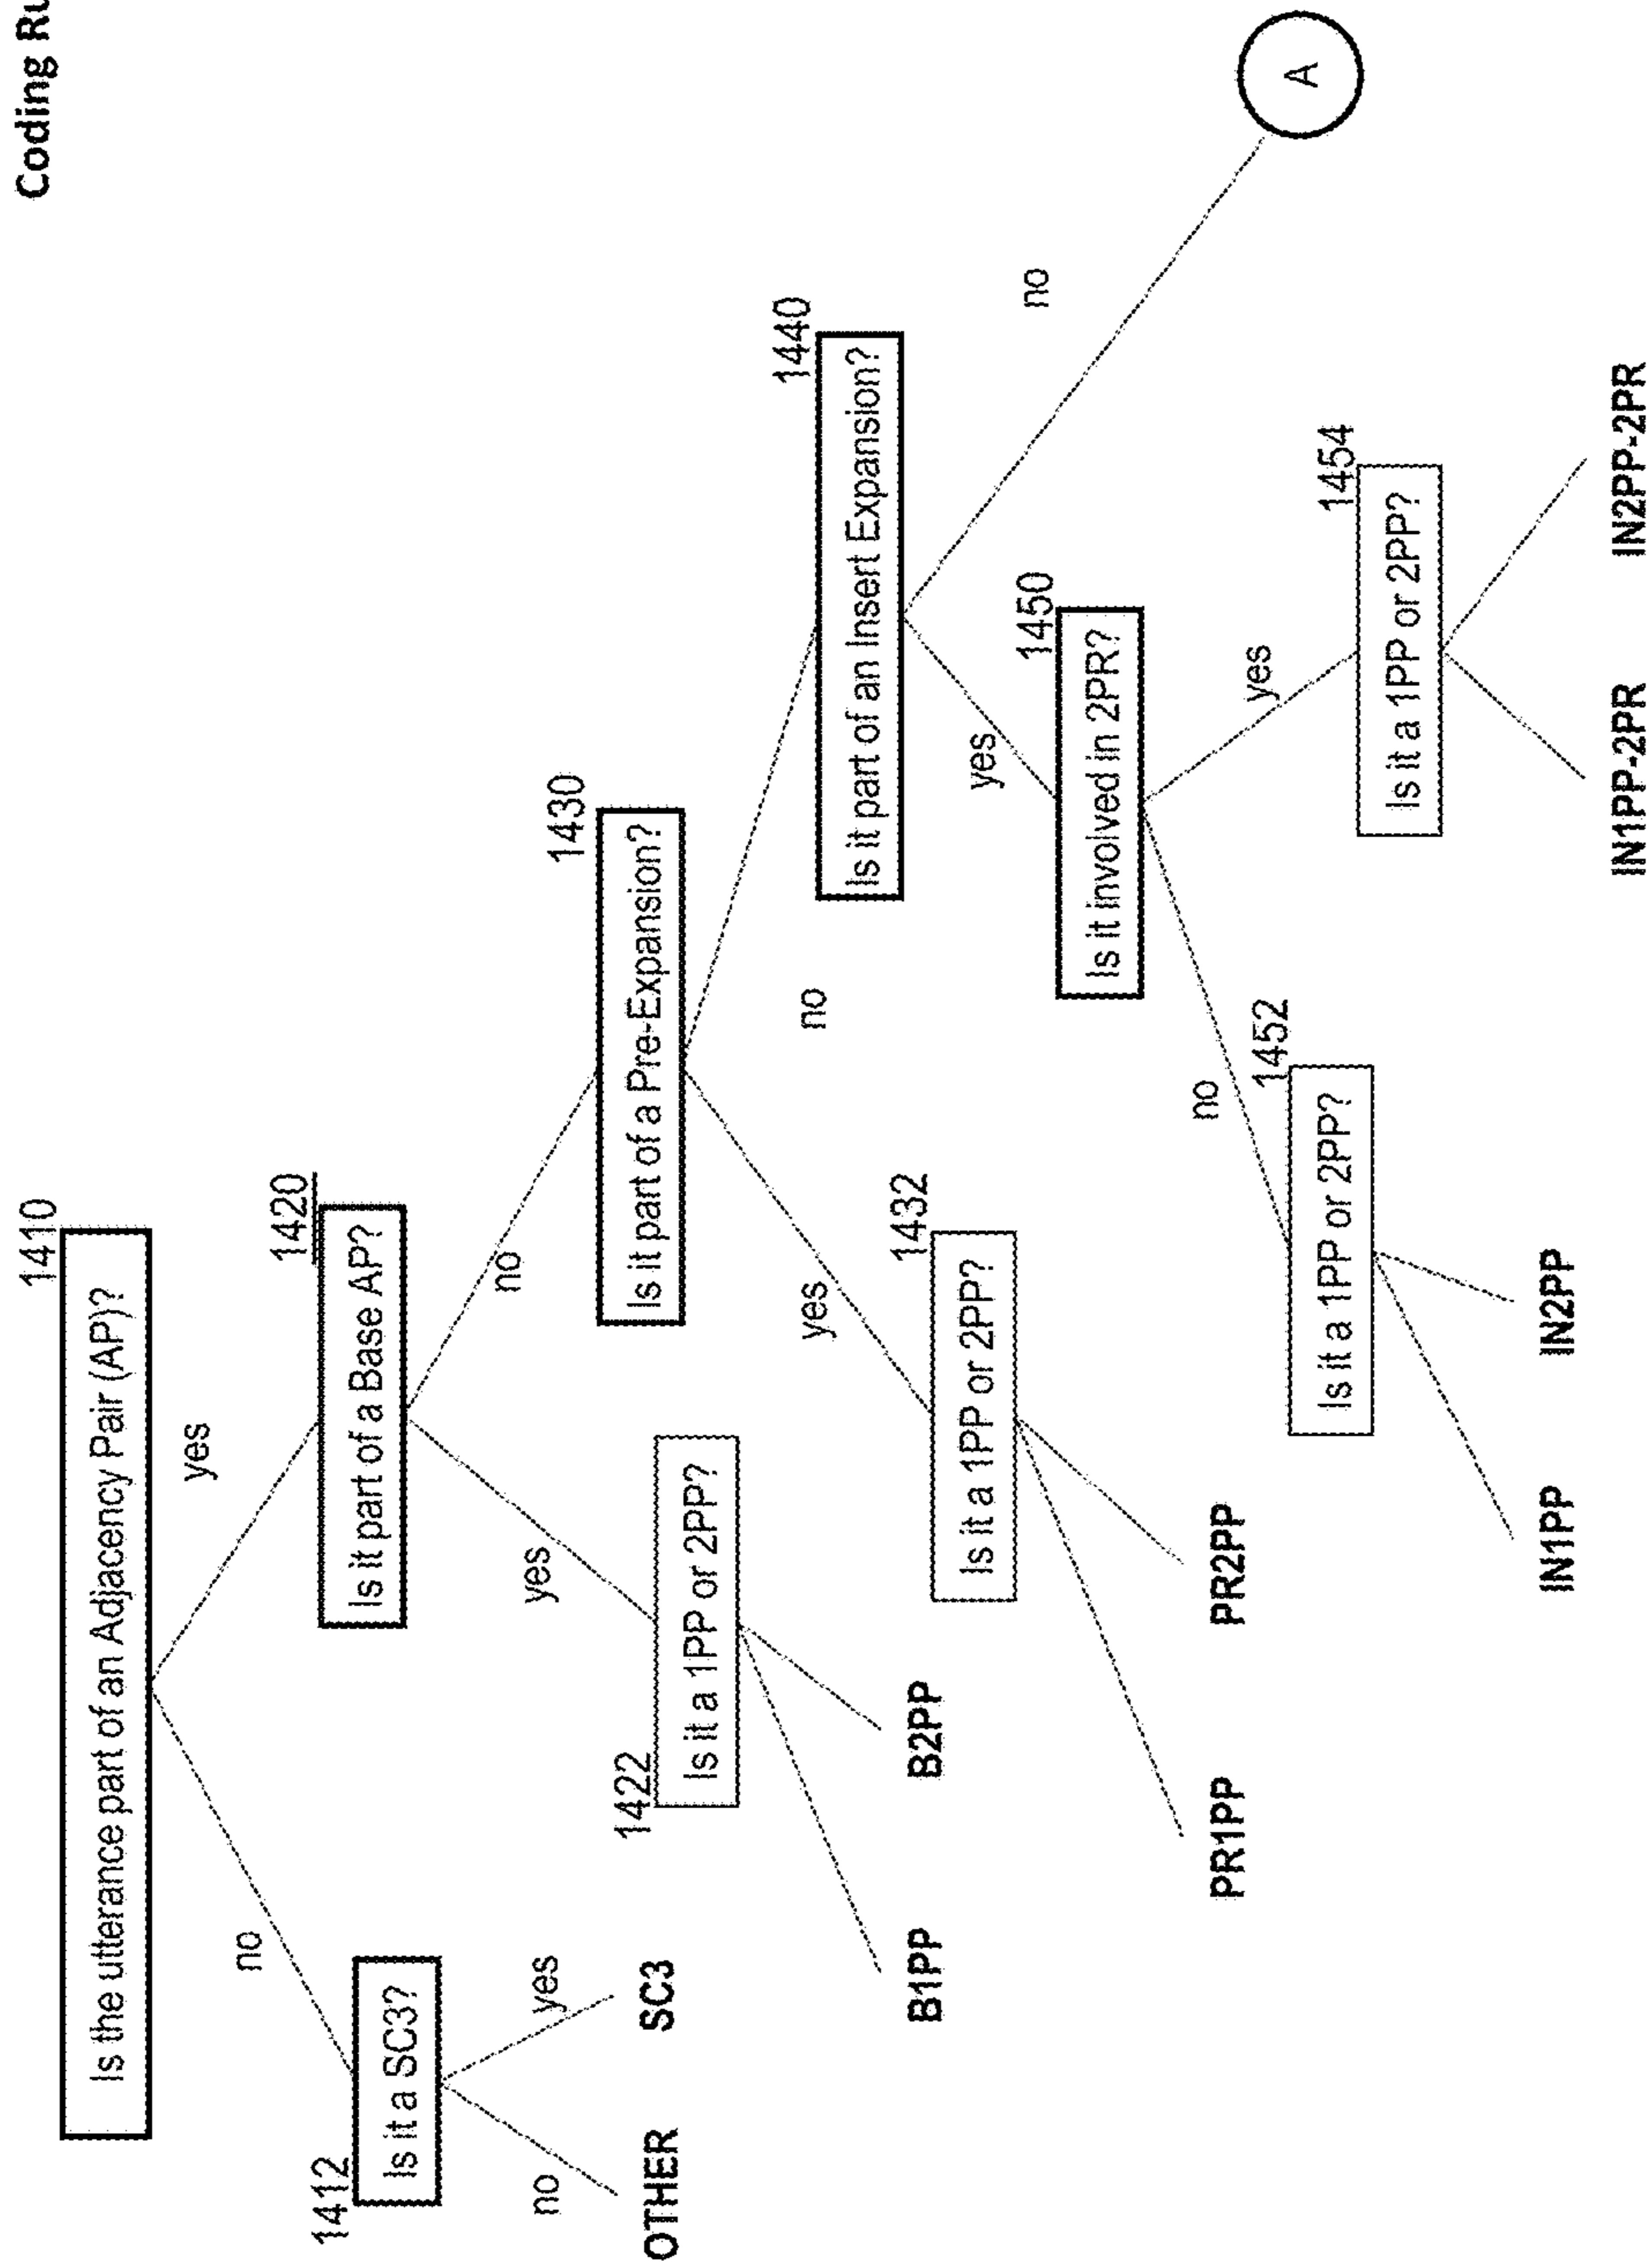 Coding Ru
1410
Is the utterance part of an Adjacency Pair (AP)?
no
yes
1412
Is it a SC3?
1420
Is it part of a Base AP?
no
yes
OTHER
SC3
yes
no
1422
Is it a 1PP or 2PP?
1430
Is it part of a Pre-Expansion?
B1PP
B2PP
yes
no
1432
Is it a 1PP or 2PP?
1440
Is it part of an Insert Expansion?
PR1PP
PR2PP
yes
no
1450
Is it involved in 2PR?
A
no
yes
1452
Is it a 1PP or 2PP?
1454
Is it a 1PP or 2PP?
IN1PP
IN2PP
IN1PP-2PR
IN2PP-2PR